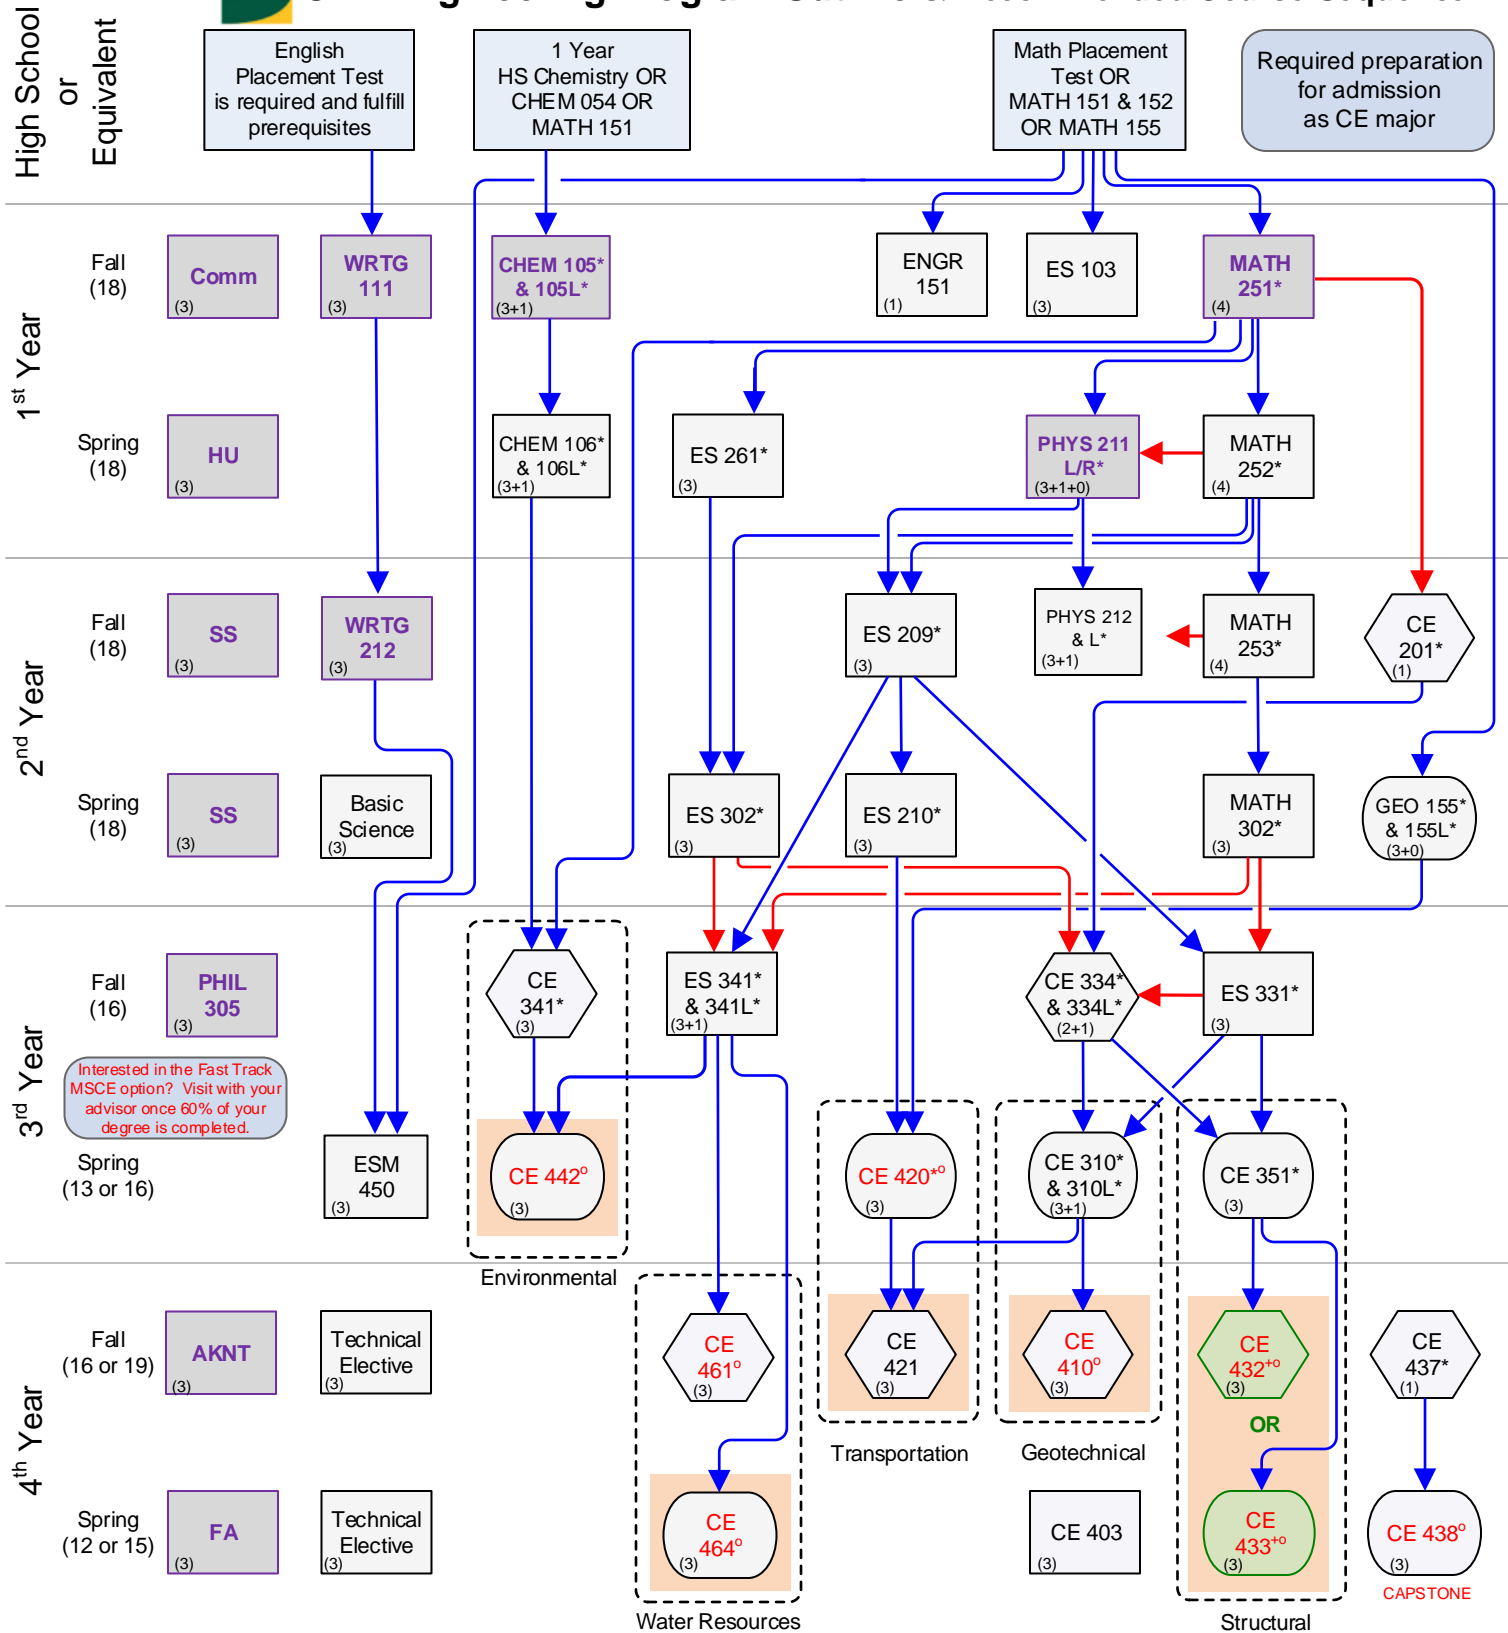 High School
or
Equivalent
English
Placement Test
is required and fulfill
prerequisites
1 Year
HS Chemistry OR
CHEM 054 OR
MATH 151
Math Placement
Test OR
MATH 151 & 152
OR MATH 155
Required preparation
for admission
as CE major
1st Year
Fall
(18)
Comm
(3)
WRTG
111
(3)
CHEM 105*
& 105L*
(3+1)
ENGR
151
(1)
ES 103
(3)
MATH
251*
(4)
Spring
(18)
HU
(3)
CHEM 106*
& 106L*
(3+1)
ES 261*
(3)
PHYS 211
L/R*
(3+1+0)
MATH
252*
(4)
2nd Year
Fall
(18)
SS
(3)
WRTG
212
(3)
ES 209*
(3)
PHYS 212
& L*
(3+1)
MATH
253*
(4)
CE
201*
(1)
Spring
(18)
SS
(3)
Basic
Science
(3)
ES 302*
(3)
ES 210*
(3)
MATH
302*
(3)
GEO 155*
& 155L*
(3+0)
3rd Year
Fall
(16)
PHIL
305
(3)
CE
341*
(3)
ES 341*
& 341L*
(3+1)
CE 334*
& 334L*
(2+1)
ES 331*
(3)
Interested in the Fast Track
MSCE option? Visit with your
advisor once 60% of your
degree is completed.
Spring
(13 or 16)
ESM
450
(3)
CE 442o
(3)
CE 420*o
(3)
CE 310*
& 310L*
(3+1)
CE 351*
(3)
Environmental
4th Year
Fall
(16 or 19)
AKNT
(3)
Technical
Elective
(3)
CE
461o
(3)
CE
421
(3)
CE
410o
(3)
CE
432+o
(3)
OR
CE
437*
(1)
Transportation
Geotechnical
Spring
(12 or 15)
FA
(3)
Technical
Elective
(3)
CE
464o
(3)
CE 403
(3)
CE
433+o
(3)
CE 438o
(3)
CAPSTONE
Water Resources
Structural